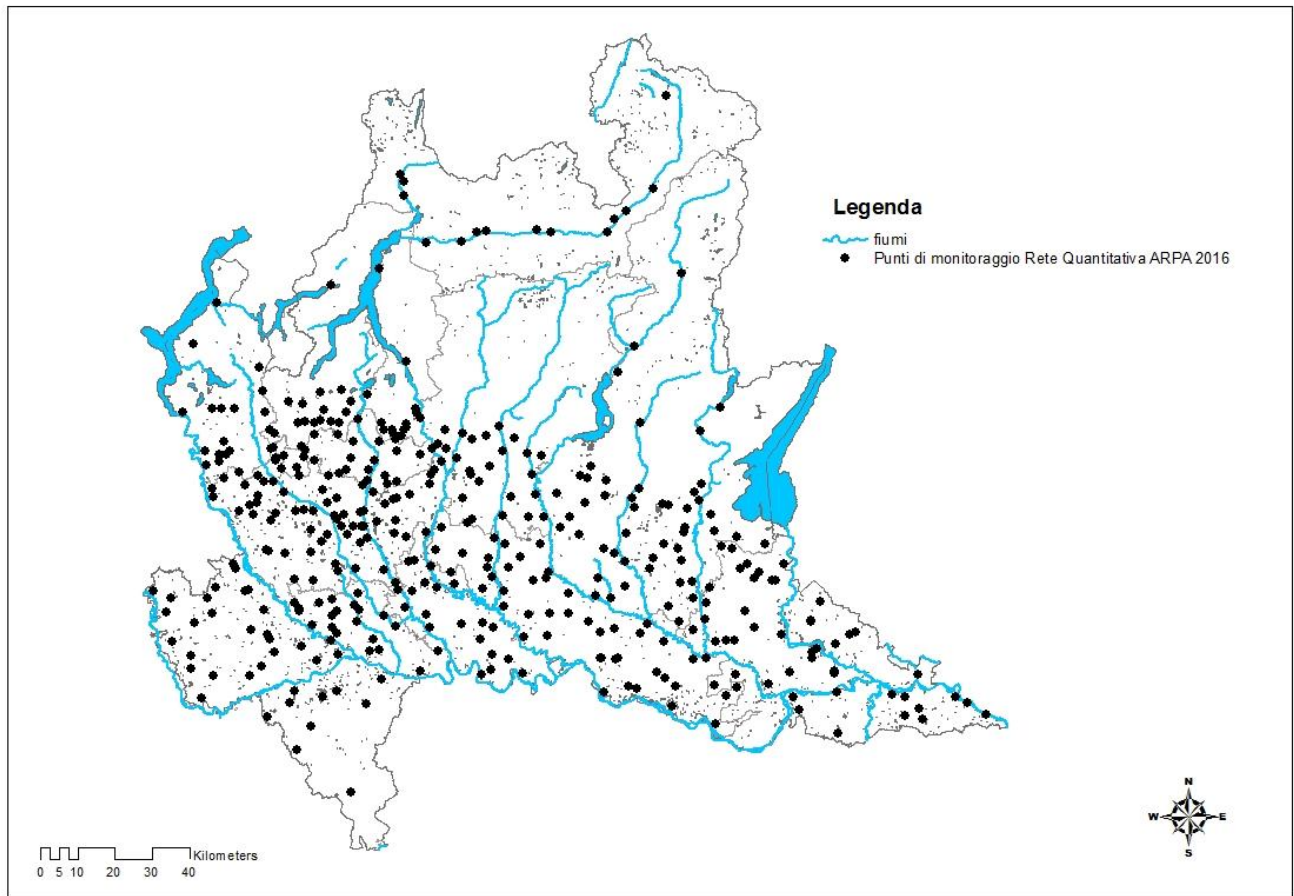 Legenda
fiumi
Punti di monitoraggio Rete Quantitativa ARPA 2016
N
W E
S
Kilometers
0 5 10 20 30 40